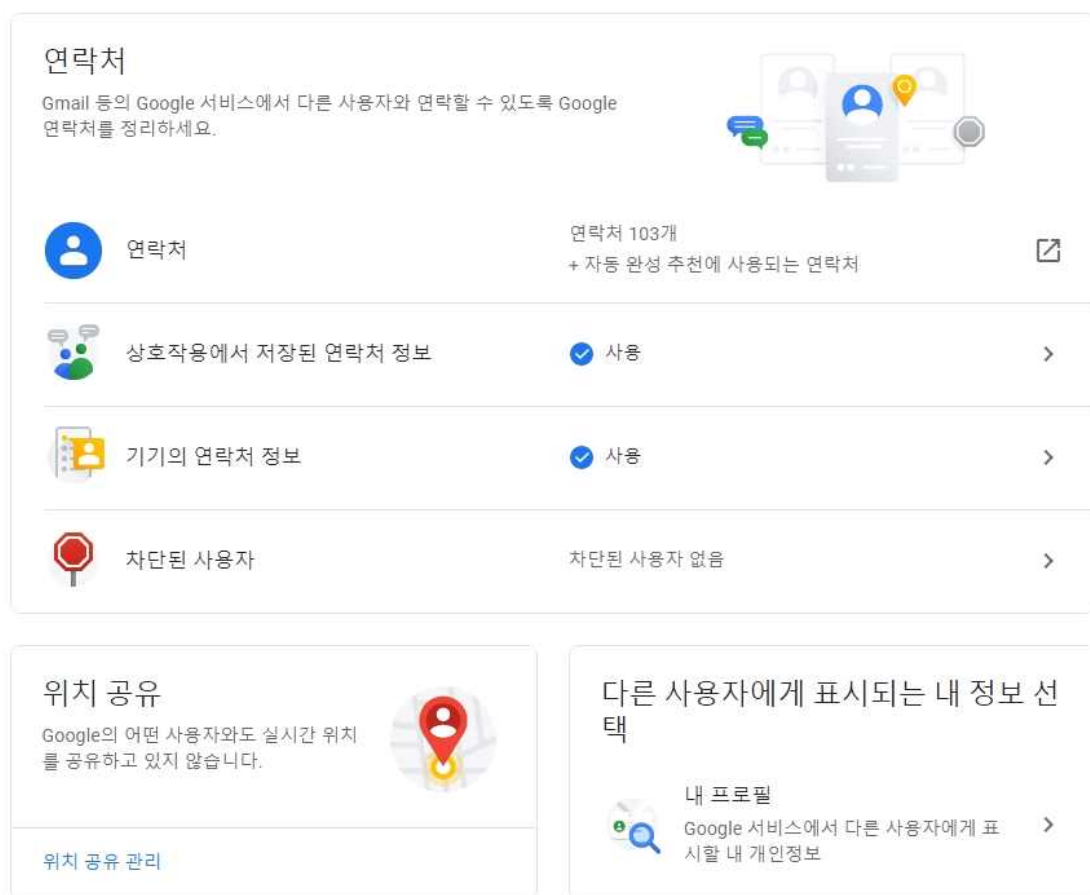 연락처
Gmail 등의 Google 서비스에서 다른 사용자와 연락할 수 있도록 Google
연락처를 정리하세요.
연락처
연락처 103개
+ 자동 완성 추천에 사용되는 연락처
상호작용에서 저장된 연락처 정보
사용
기기의 연락처 정보
사용
차단된 사용자
차단된 사용자 없음
위치 공유
Google의 어떤 사용자와도 실시간 위치
를 공유하고 있지 않습니다.
위치 공유 관리
다른 사용자에게 표시되는 내 정보 선
택
내 프로필
Google 서비스에서 다른 사용자에게 표
시할 내 개인정보